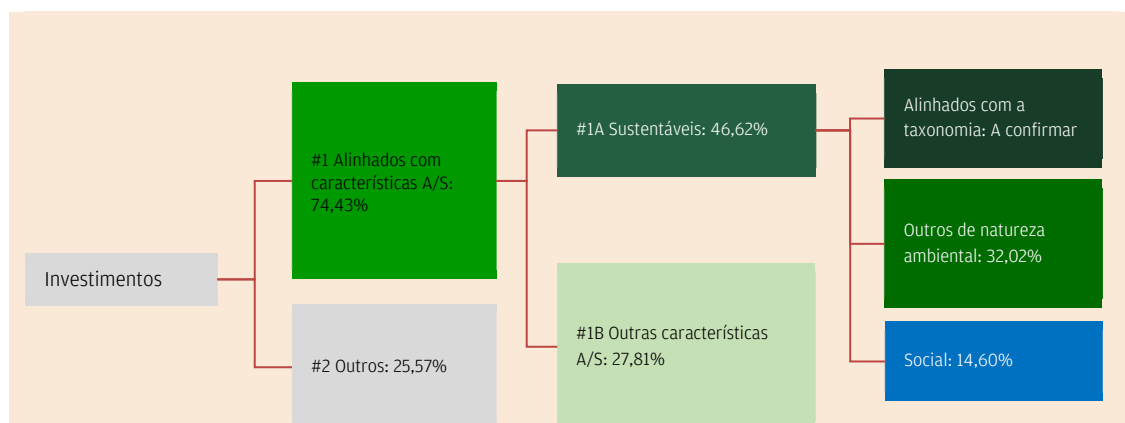 Investimentos
#1 Alinhados com
características A/S:
74,43%
#2 Outros: 25,57%
#1A Sustentáveis: 46,62%
#1B Outras características
A/S: 27,81%
Alinhados com a
taxonomia: A confirmar
Outros de natureza
ambiental: 32,02%
Social: 14,60%